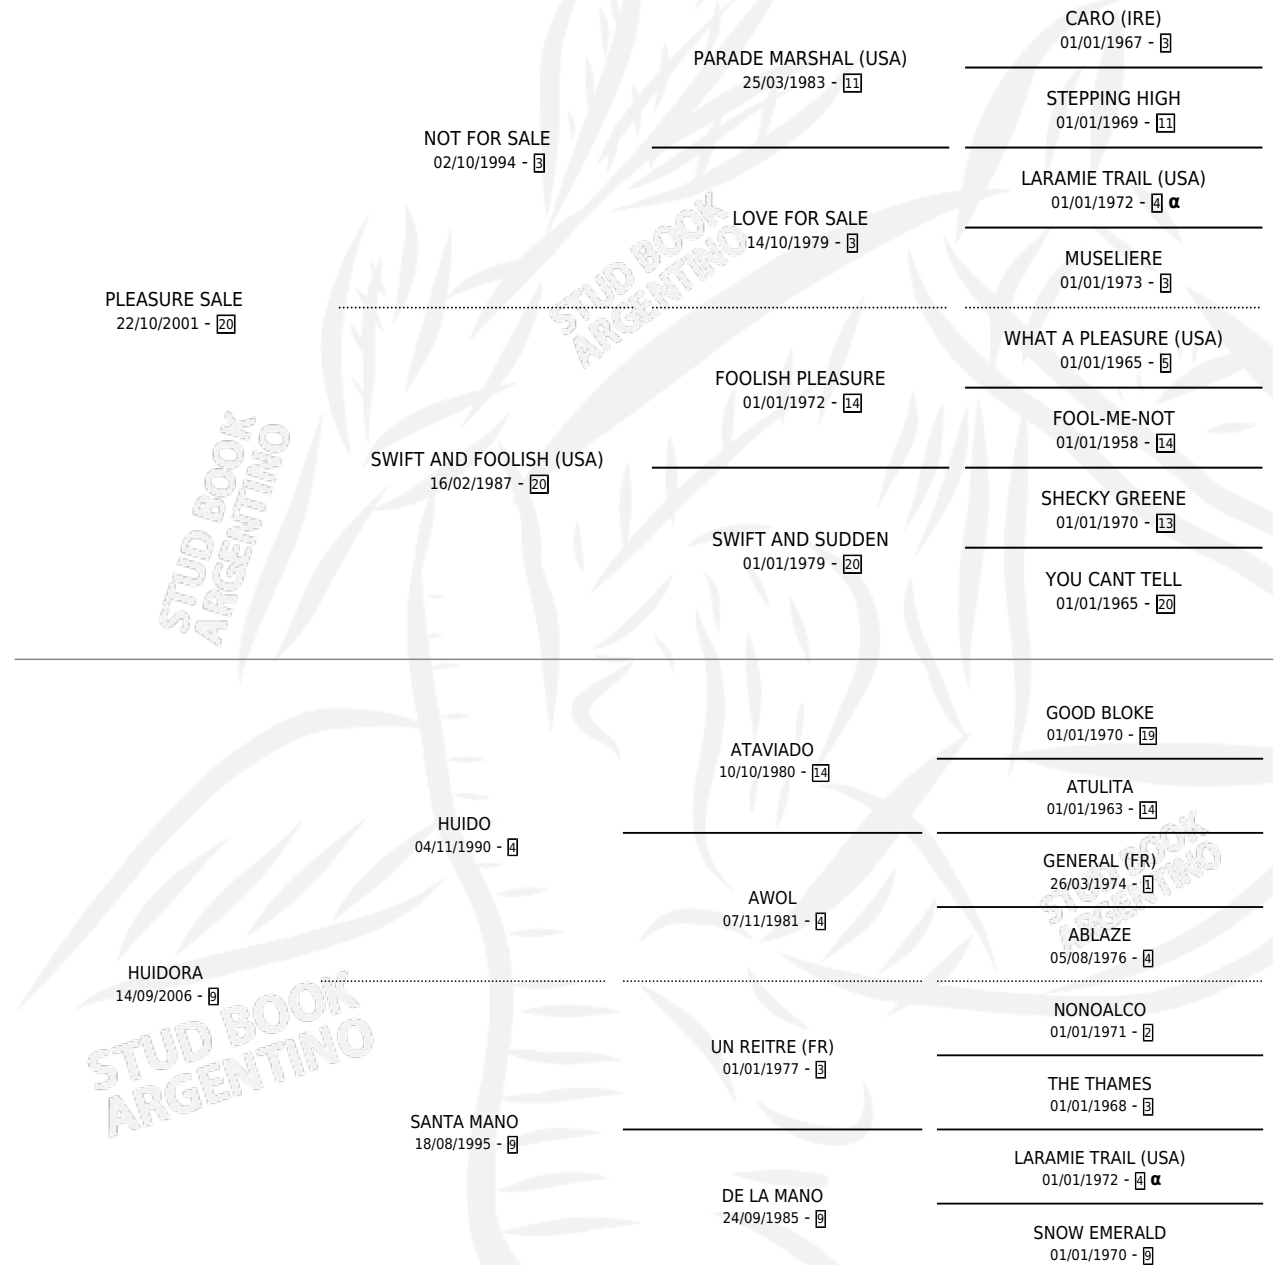 CARO (IRE)
01/01/1967 - 3
PARADE MARSHAL (USA)
25/03/1983 - 11
STEPPING HIGH
01/01/1969 - 11
NOT FOR SALE
02/10/1994 - 3
LARAMIE TRAIL (USA)
01/01/1972 - 4 α
LOVE FOR SALE
14/10/1979 - 3
MUSELIERE
01/01/1973 - 3
PLEASURE SALE
22/10/2001 - 20
WHAT A PLEASURE (USA)
01/01/1965 - 5
FOOLISH PLEASURE
01/01/1972 - 14
FOOL-ME-NOT
01/01/1958 - 14
SWIFT AND FOOLISH (USA)
16/02/1987 - 20
SHECKY GREENE
01/01/1970 - 13
SWIFT AND SUDDEN
01/01/1979 - 20
YOU CANT TELL
01/01/1965 - 20
STUD BOOK
ARGENTINO
STUD BOOK
ARGENTINO
GOOD BLOKE
01/01/1970 - 19
ATAVIADO
10/10/1980 - 14
ATULITA
01/01/1963 - 14
HUIDO
04/11/1990 - 4
GENERAL (FR)
26/03/1974 - 1
AWOL
07/11/1981 - 4
ABLAZE
05/08/1976 - 4
HUIDORA
14/09/2006 - 9
NONOALCO
01/01/1971 - 2
UN REITRE (FR)
01/01/1977 - 3
THE THAMES
01/01/1968 - 3
SANTA MANO
18/08/1995 - 9
LARAMIE TRAIL (USA)
01/01/1972 - 4 α
DE LA MANO
24/09/1985 - 9
SNOW EMERALD
01/01/1970 - 9
STUD BOOK
ARGENTINO
STUD BOOK
ARGENTINO